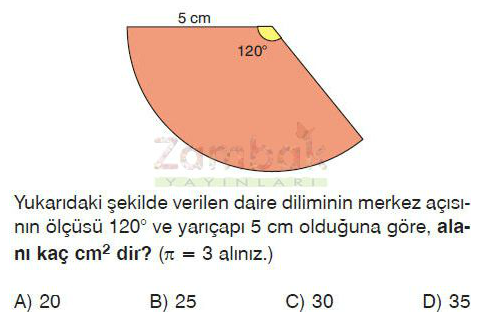 5 cm
120°
Zambak
YAYINLARI
Yukarıdaki şekilde verilen daire diliminin merkez açısı-
nın ölçüsü 120° ve yarıçapı 5 cm olduğuna göre, ala-
nı kaç cm² dir? (π = 3 alınız.)
A) 20 B) 25 C) 30 D) 35